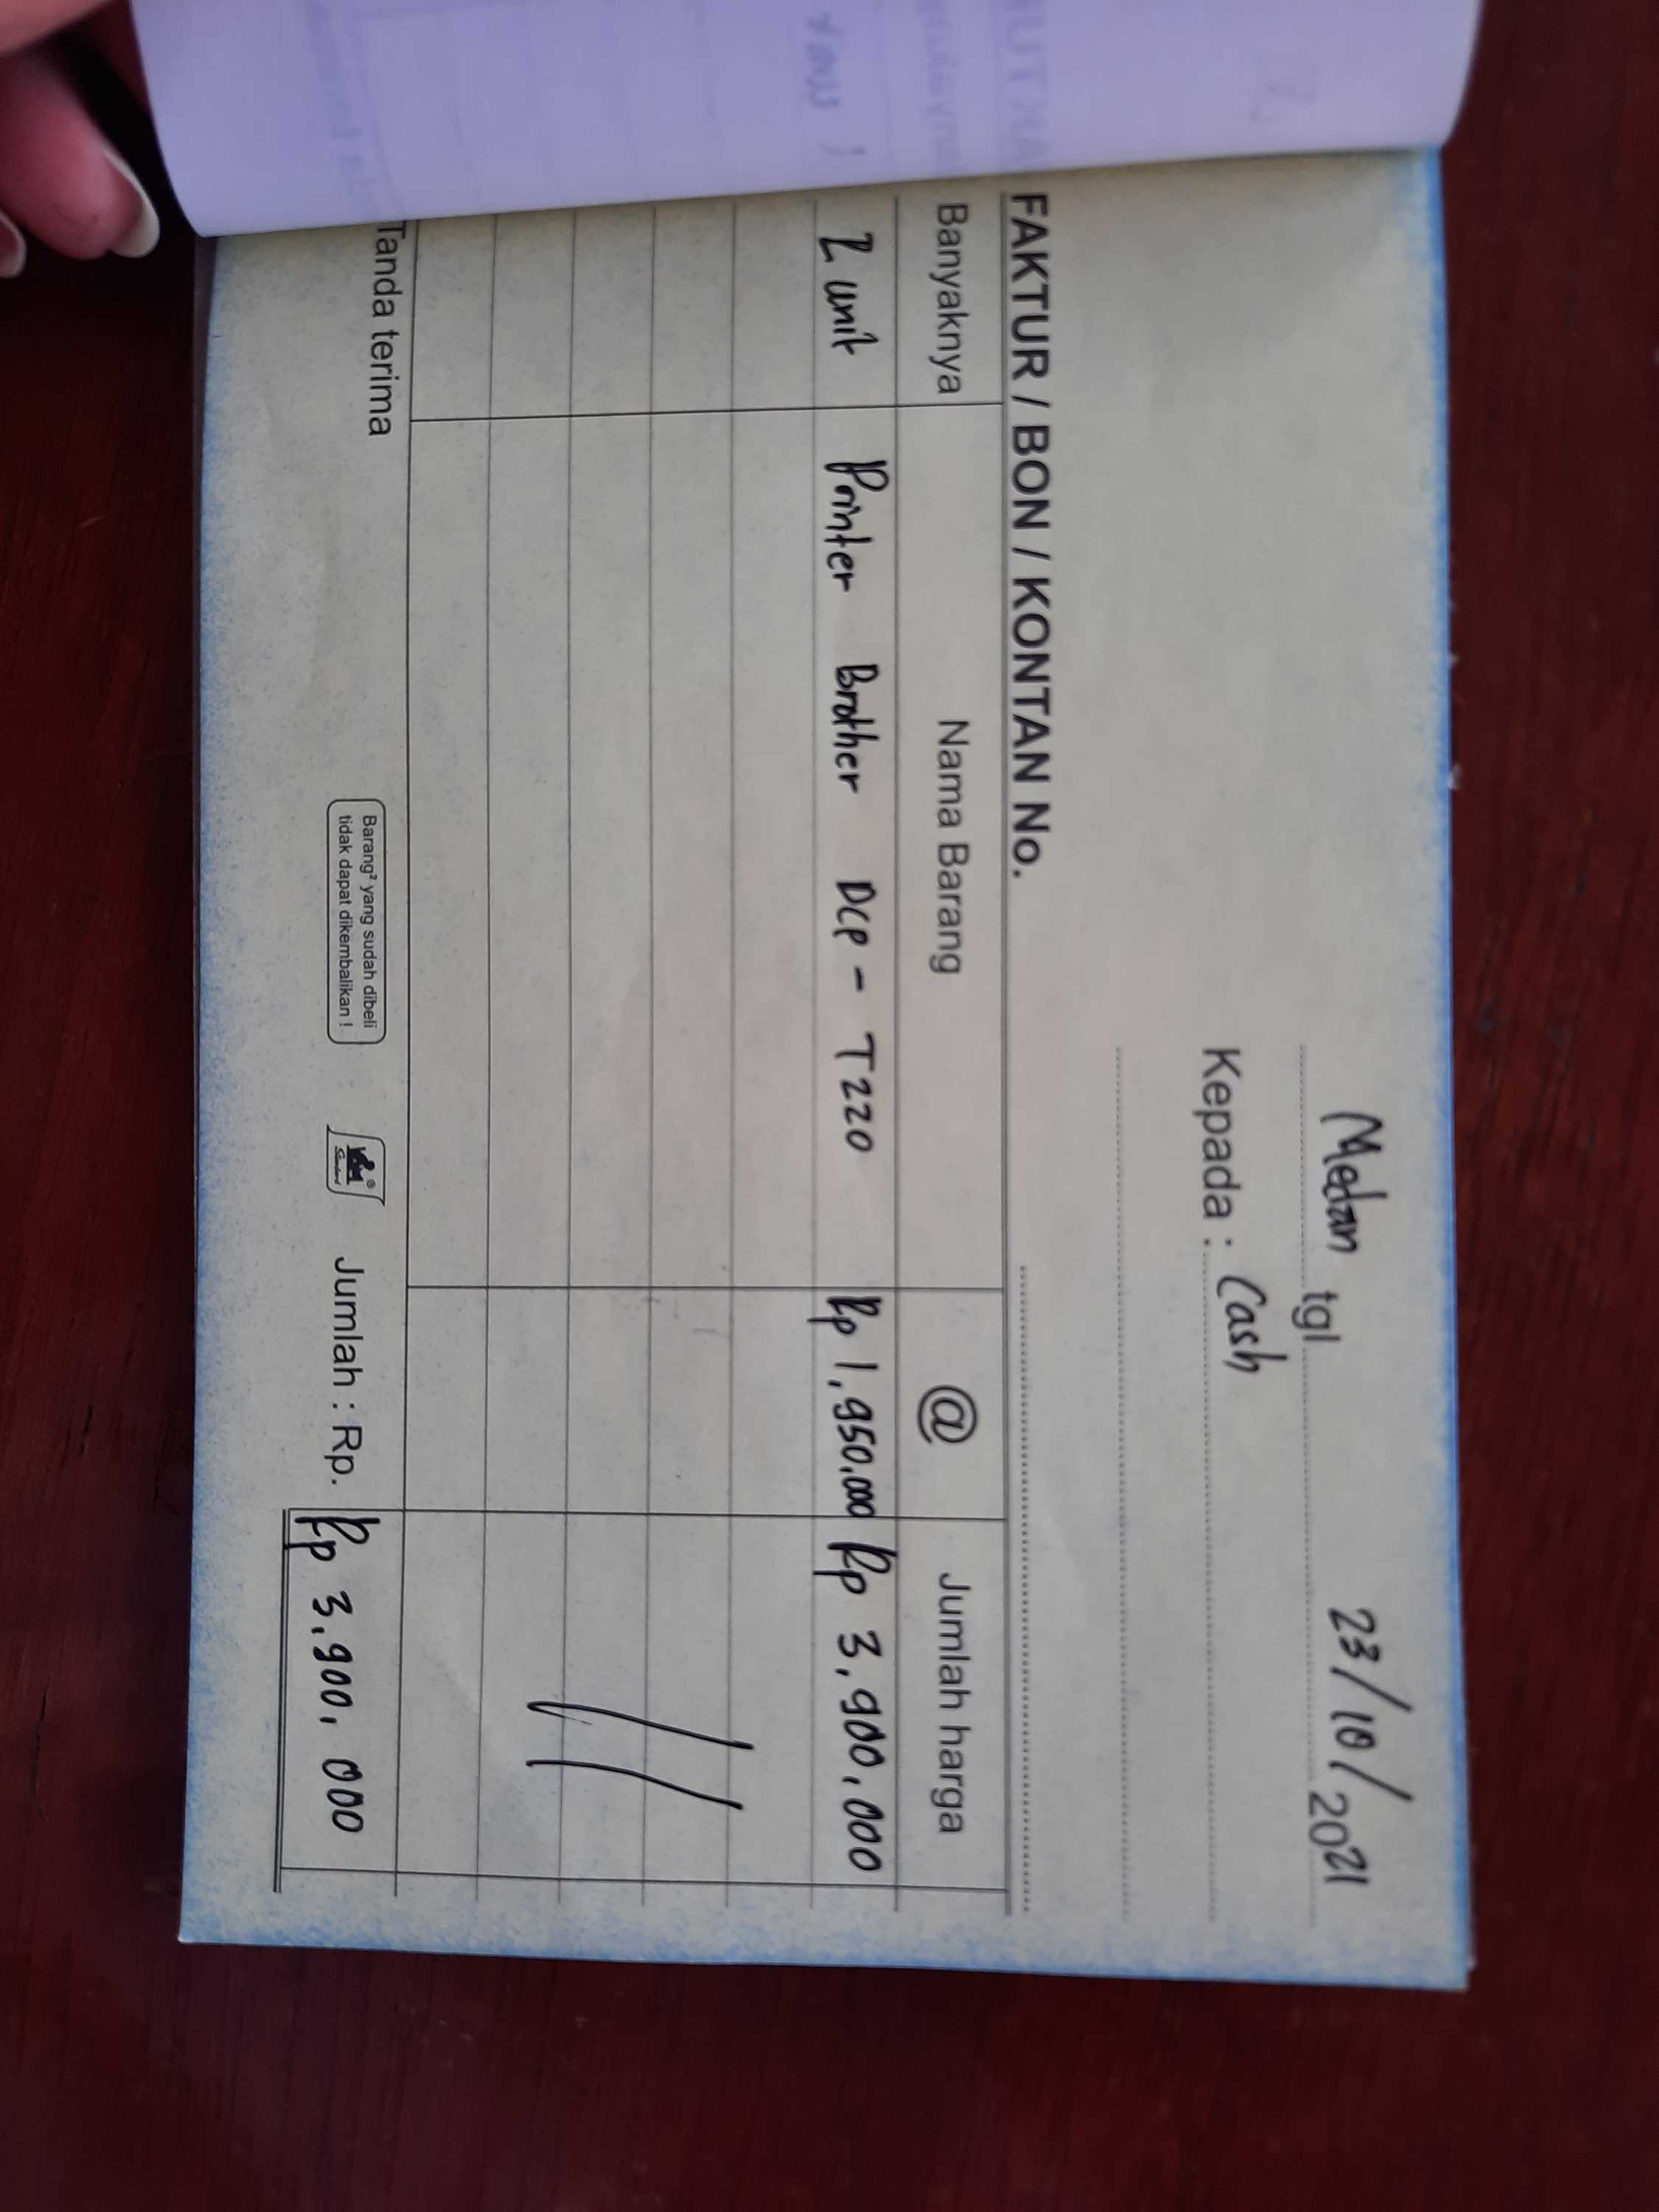 Medan tgl 23/10/2021
Kepada : Cash
FAKTUR / BON / KONTAN No.
Banyaknya Nama Barang @ Jumlah harga
2 unit Printer Brother DCP - T220 Rp 1,950.000 Rp 3,900,000
Tanda terima
Barang² yang sudah dibeli
tidak dapat dikembalikan !
Jumlah : Rp. Rp 3,900,000